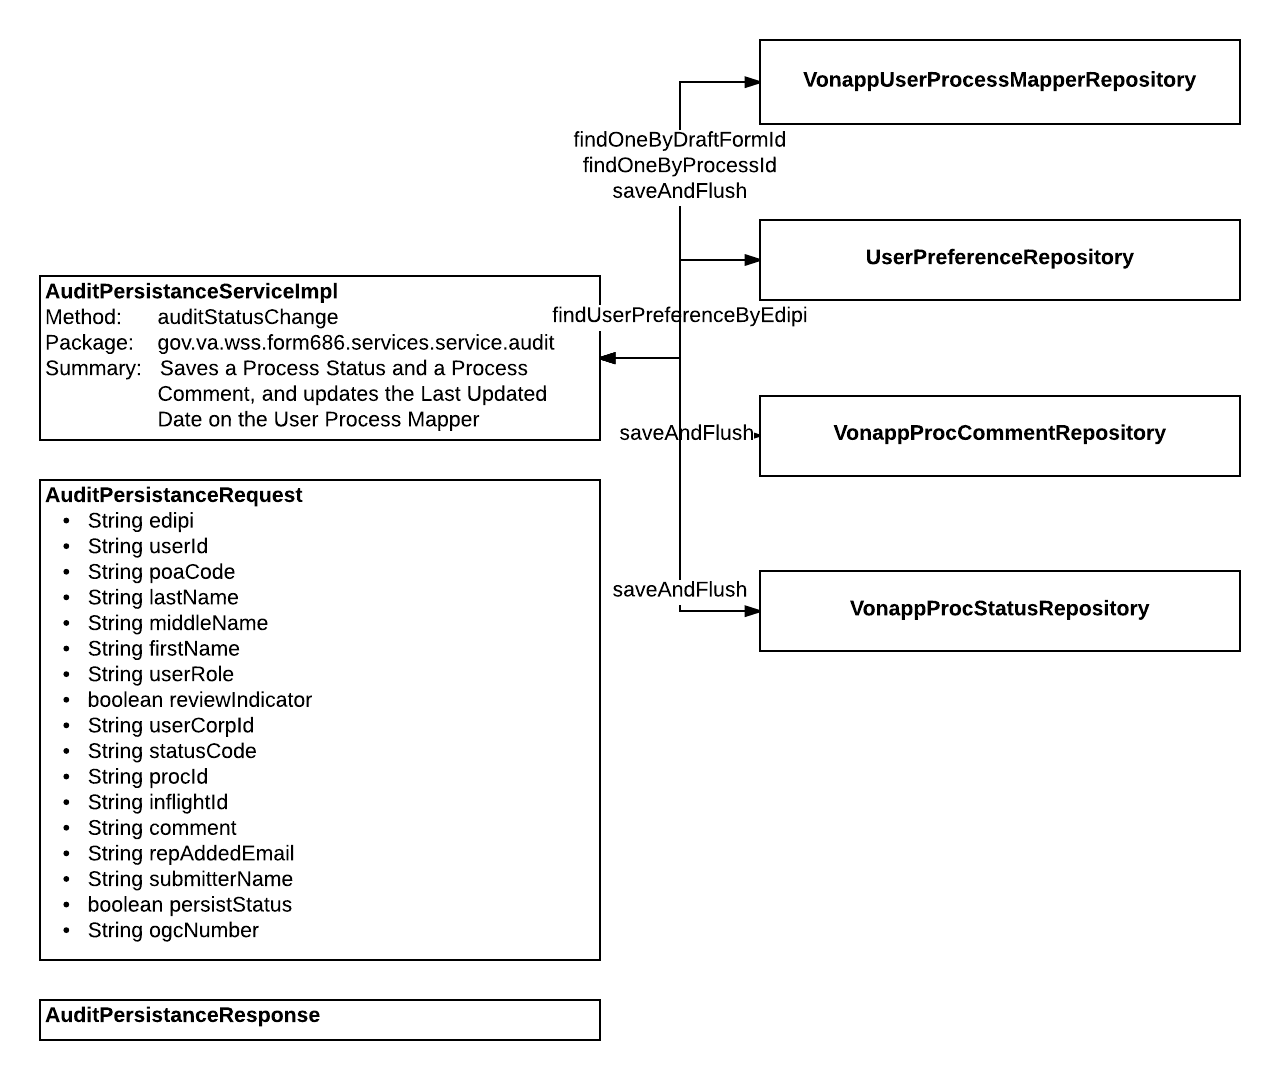 VonappUserProcessMapperRepository
findOneByDraftFormId
findOneByProcessId
saveAndFlush
UserPreferenceRepository
findUserPreferenceByEdipi
AuditPersistanceServiceImpl
Method: auditStatusChange
Package: gov.va.wss.form686.services.service.audit
Summary: Saves a Process Status and a Process
Comment, and updates the Last Updated
Date on the User Process Mapper
saveAndFlush
VonappProcCommentRepository
saveAndFlush
VonappProcStatusRepository
AuditPersistanceRequest
• String edipi
• String userId
• String poaCode
• String lastName
• String middleName
• String firstName
• String userRole
• boolean reviewIndicator
• String userCorpId
• String statusCode
• String procId
• String inflightId
• String comment
• String repAddedEmail
• String submitterName
• boolean persistStatus
• String ogcNumber
AuditPersistanceResponse